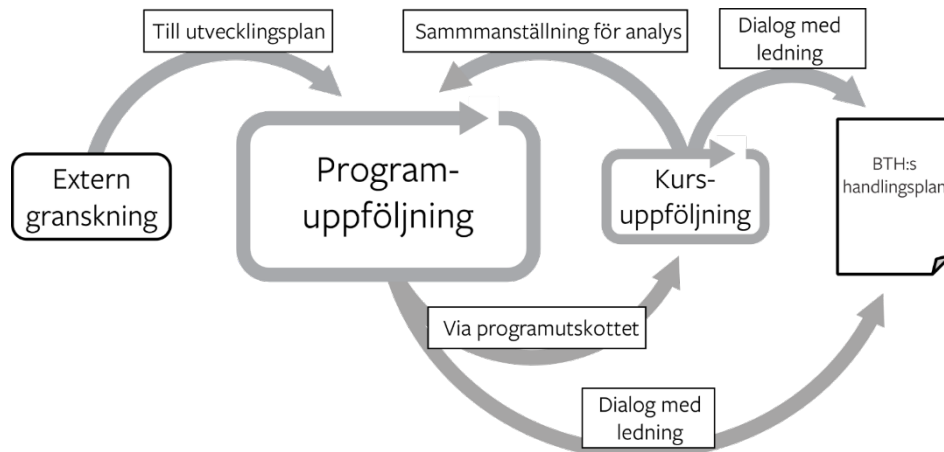 Till utvecklingsplan
Sammmanställning för analys
Dialog med
ledning
Extern
granskning
Program-
uppföljning
Kurs-
uppföljning
BTH:s
handlingsplan
Via programutskottet
Dialog med
ledning